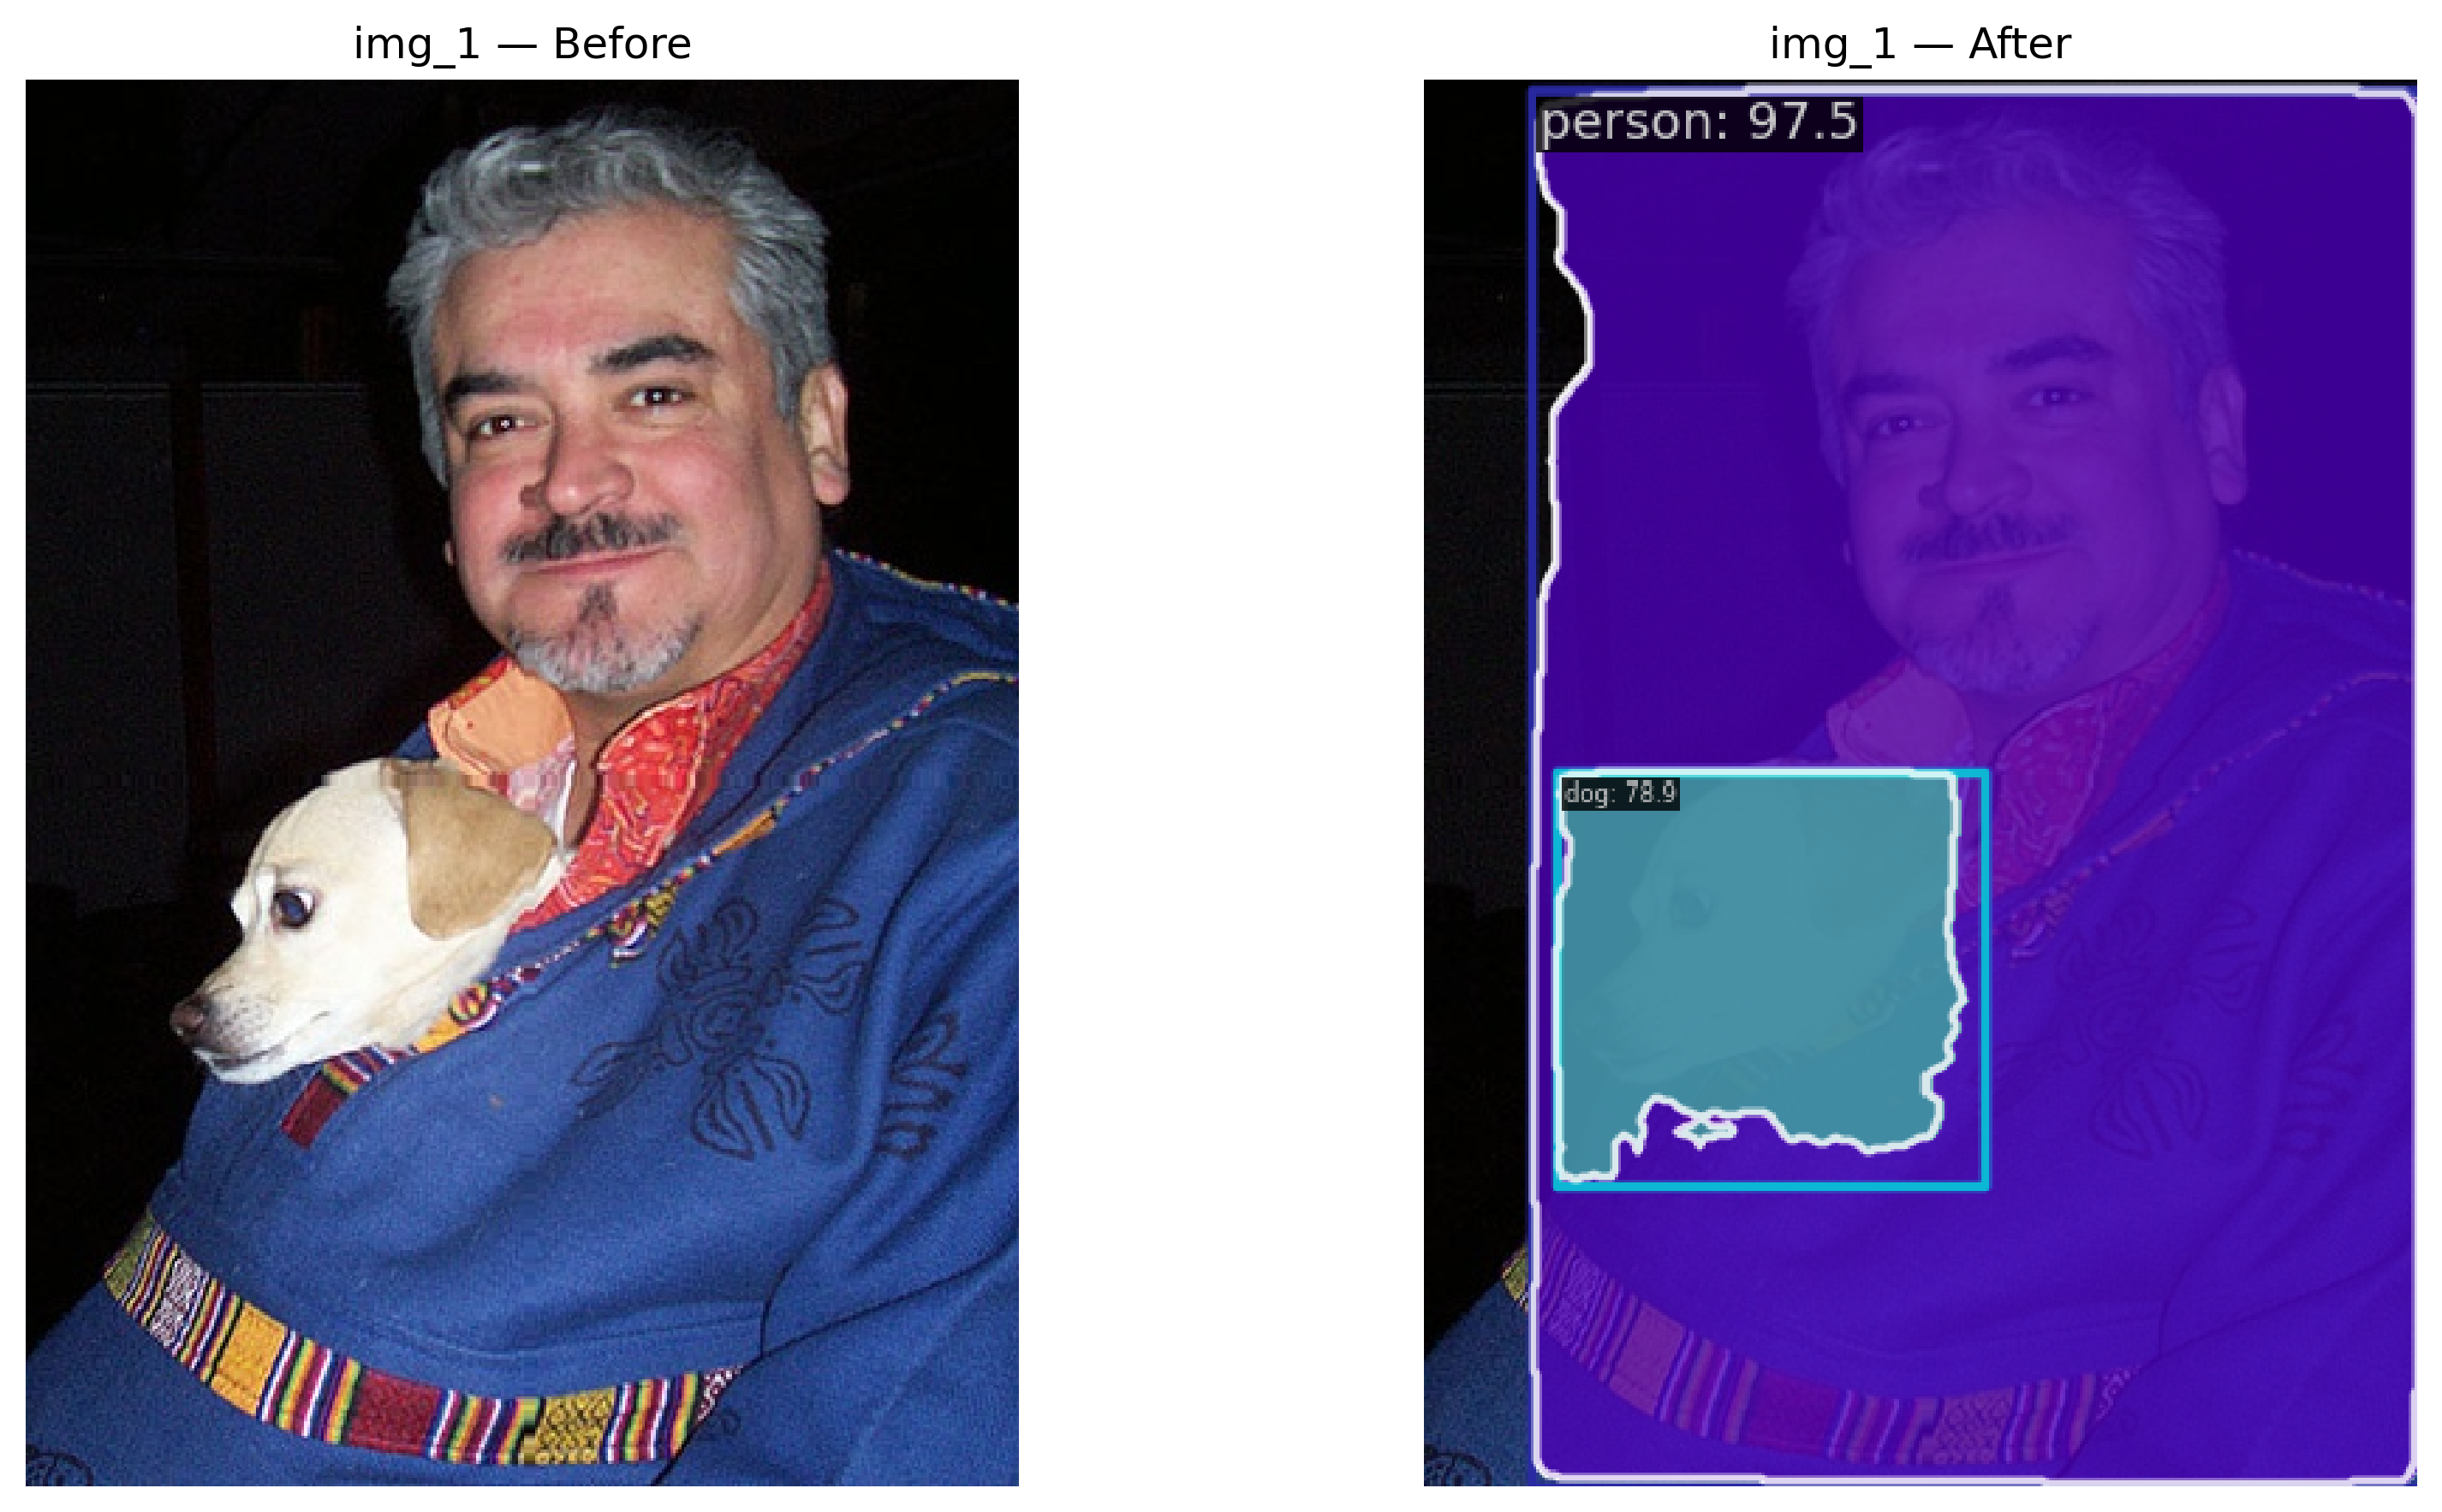 img_1 — Before
img_1 — After
person: 97.5
dog: 78.9